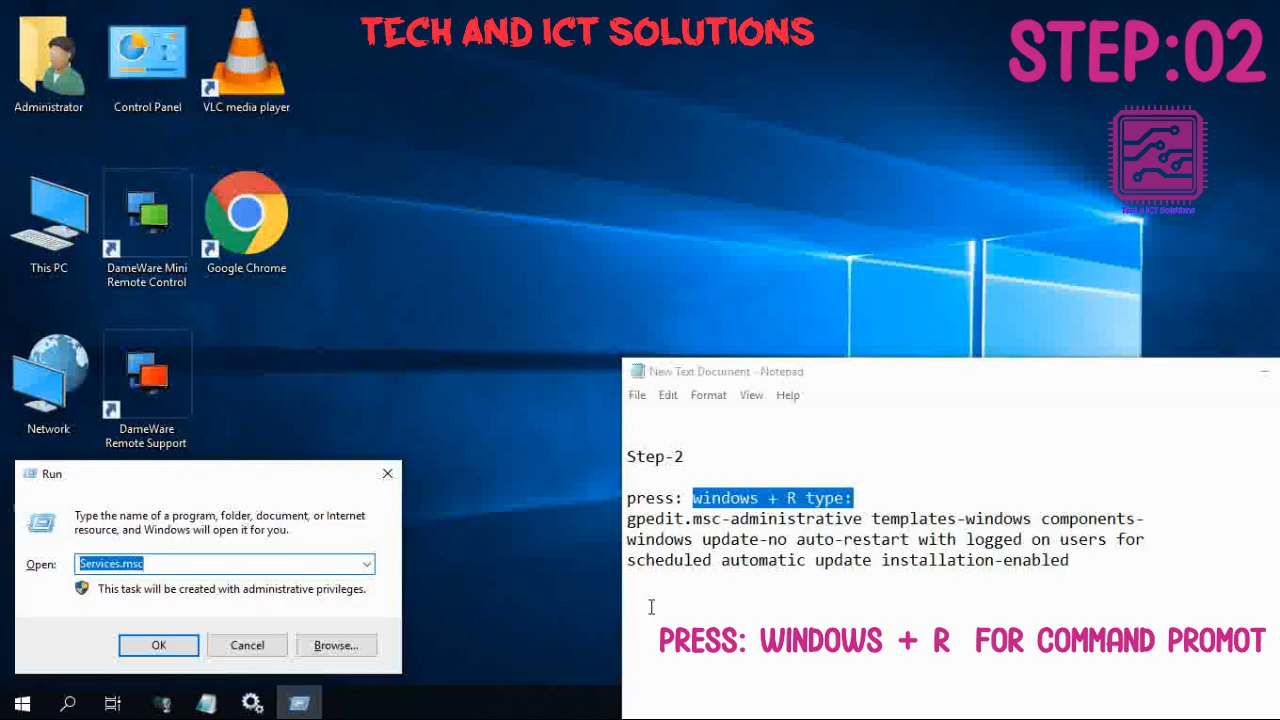 TECH AND ICT SOLUTIONS
STEP:02
Administrator
Control Panel
VLC media player
Tech n ICT Solutions
This PC
DameWare Mini
Remote Control
Google Chrome
Network
DameWare
Remote Support
New Text Document - Notepad
File Edit Format View Help
Step-2
press: windows + R type:
gpedit.msc-administrative templates-windows components-
windows update-no auto-restart with logged on users for
scheduled automatic update installation-enabled
Run
Type the name of a program, folder, document, or Internet
resource, and Windows will open it for you.
Open: Services.msc
This task will be created with administrative privileges.
OK Cancel Browse...
PRESS: WINDOWS + R FOR COMMAND PROMOT